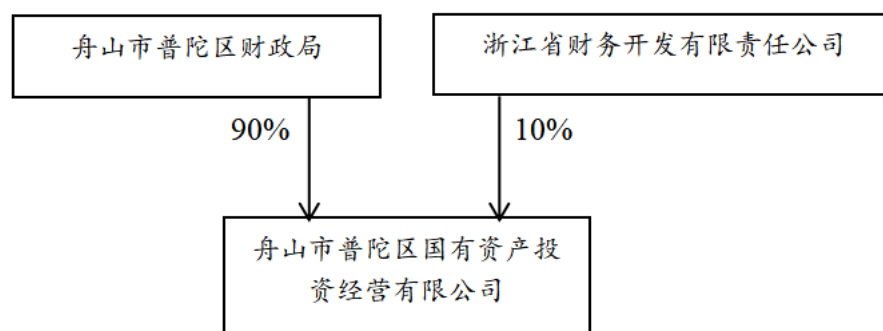 舟山市普陀区财政局
浙江省财务开发有限责任公司
90%
10%
舟山市普陀区国有资产投
资经营有限公司